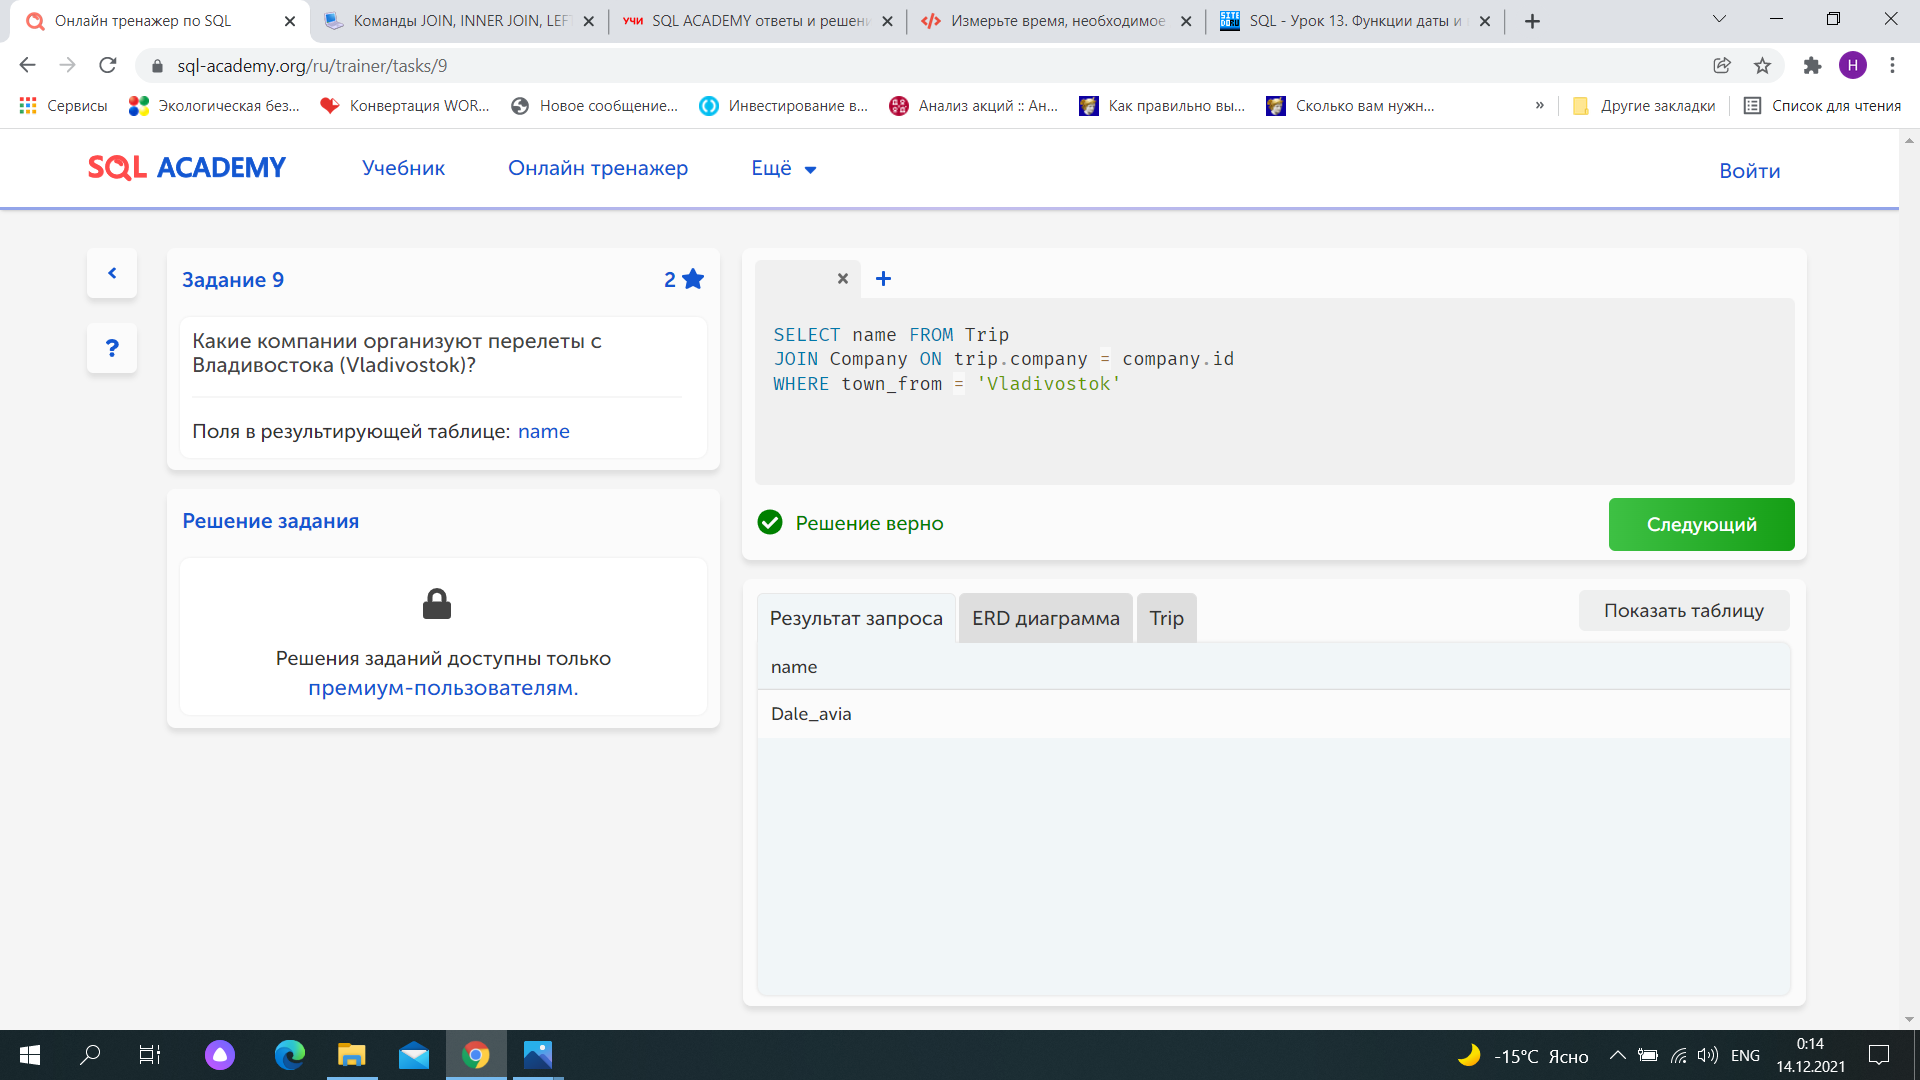 Онлайн тренажер по SQL
Команды JOIN, INNER JOIN, LEF
УЧИ SQL ACADEMY ответы и решени
Измерьте время, необходимое
SQL - Урок 13. Функции даты и
sql-academy.org/ru/trainer/tasks/9
Н
Сервисы
Экологическая без...
Конвертация WOR...
Новое сообщение...
Инвестирование в...
Анализ акций :: Ан...
Как правильно вы...
Сколько вам нужн...
»
Другие закладки
Список для чтения
SQL ACADEMY
Учебник
Онлайн тренажер
Ещё
Войти
Задание 9
2
?
Какие компании организуют перелеты с
Владивостока (Vladivostok)?
Поля в результирующей таблице: name
Решение задания
Решения заданий доступны только
премиум-пользователям.
SELECT name FROM Trip
JOIN Company ON trip.company = company.id
WHERE town_from = 'Vladivostok'
Решение верно
Следующий
Результат запроса
ERD диаграмма
Trip
Показать таблицу
name
Dale_avia
-15°C Ясно
ENG
0:14
14.12.2021